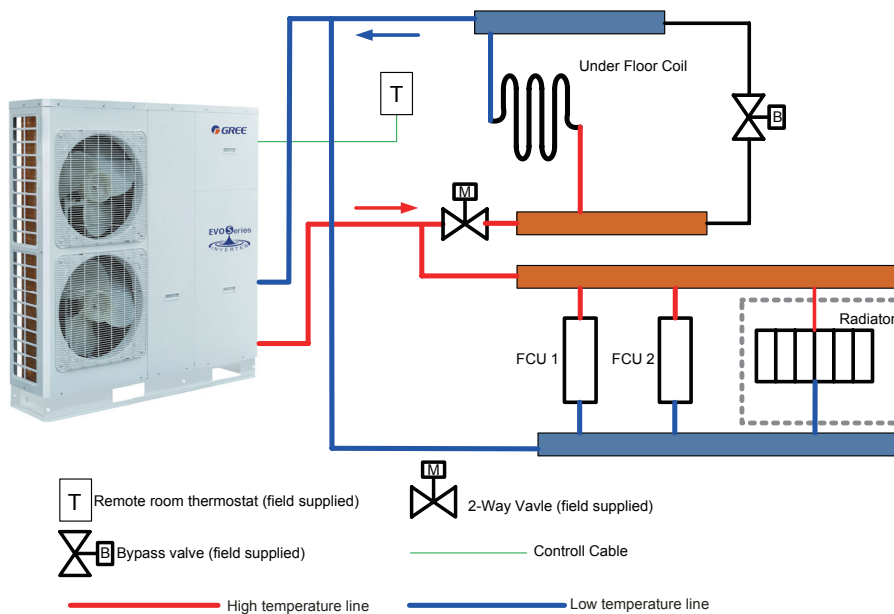 Under Floor Coil
T
GREE
B
M
EVO Series
INVERTER
Radiator
FCU 1
FCU 2
M
T
Remote room thermostat (field supplied)
2-Way Vavle (field supplied)
B
Bypass valve (field supplied)
Controll Cable
High temperature line
Low temperature line